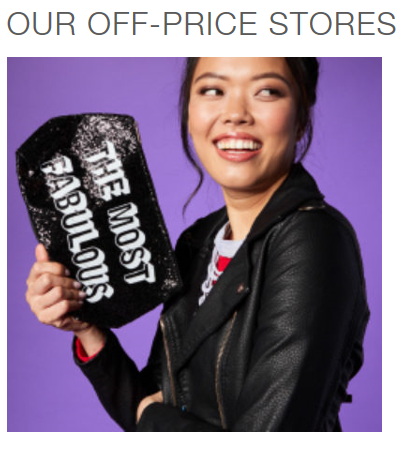 OUR OFF-PRICE STORES
THE MOST
FABULOUS